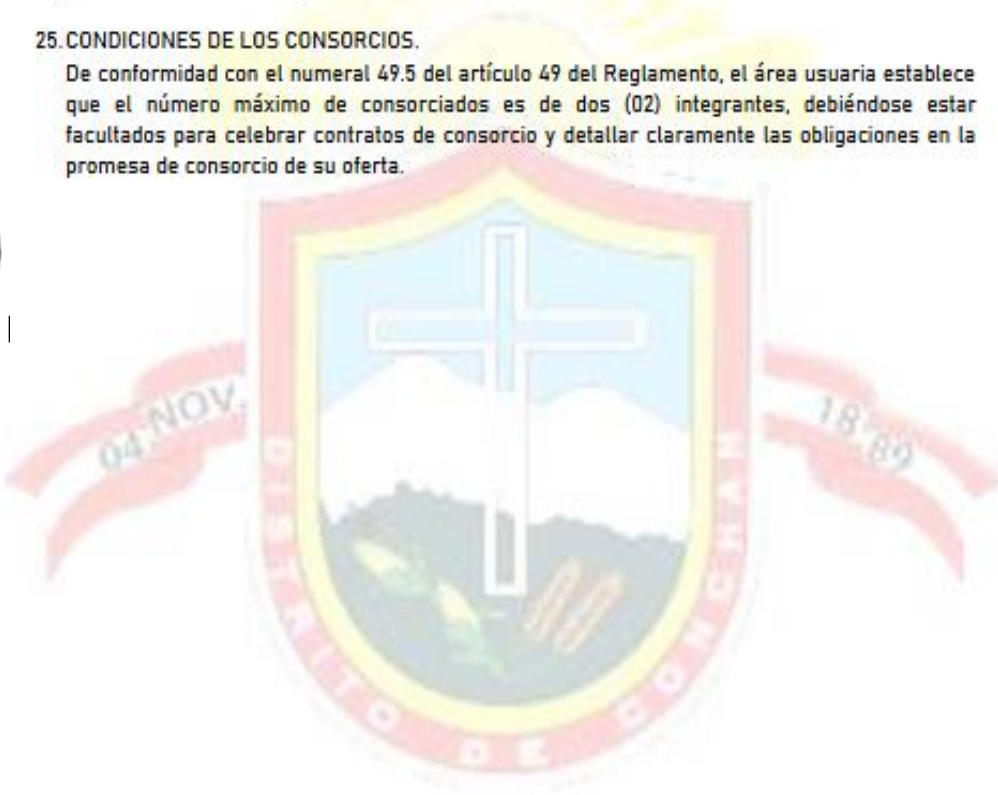 25. CONDICIONES DE LOS CONSORCIOS.
De conformidad con el numeral 49.5 del artículo 49 del Reglamento, el área usuaria establece
que el número máximo de consorciados es de dos (02) integrantes, debiéndose estar
facultados para celebrar contratos de consorcio y detallar claramente las obligaciones en la
promesa de consorcio de su oferta.
04 NOV.
18 89
DISTRITO DE CONCHÁN